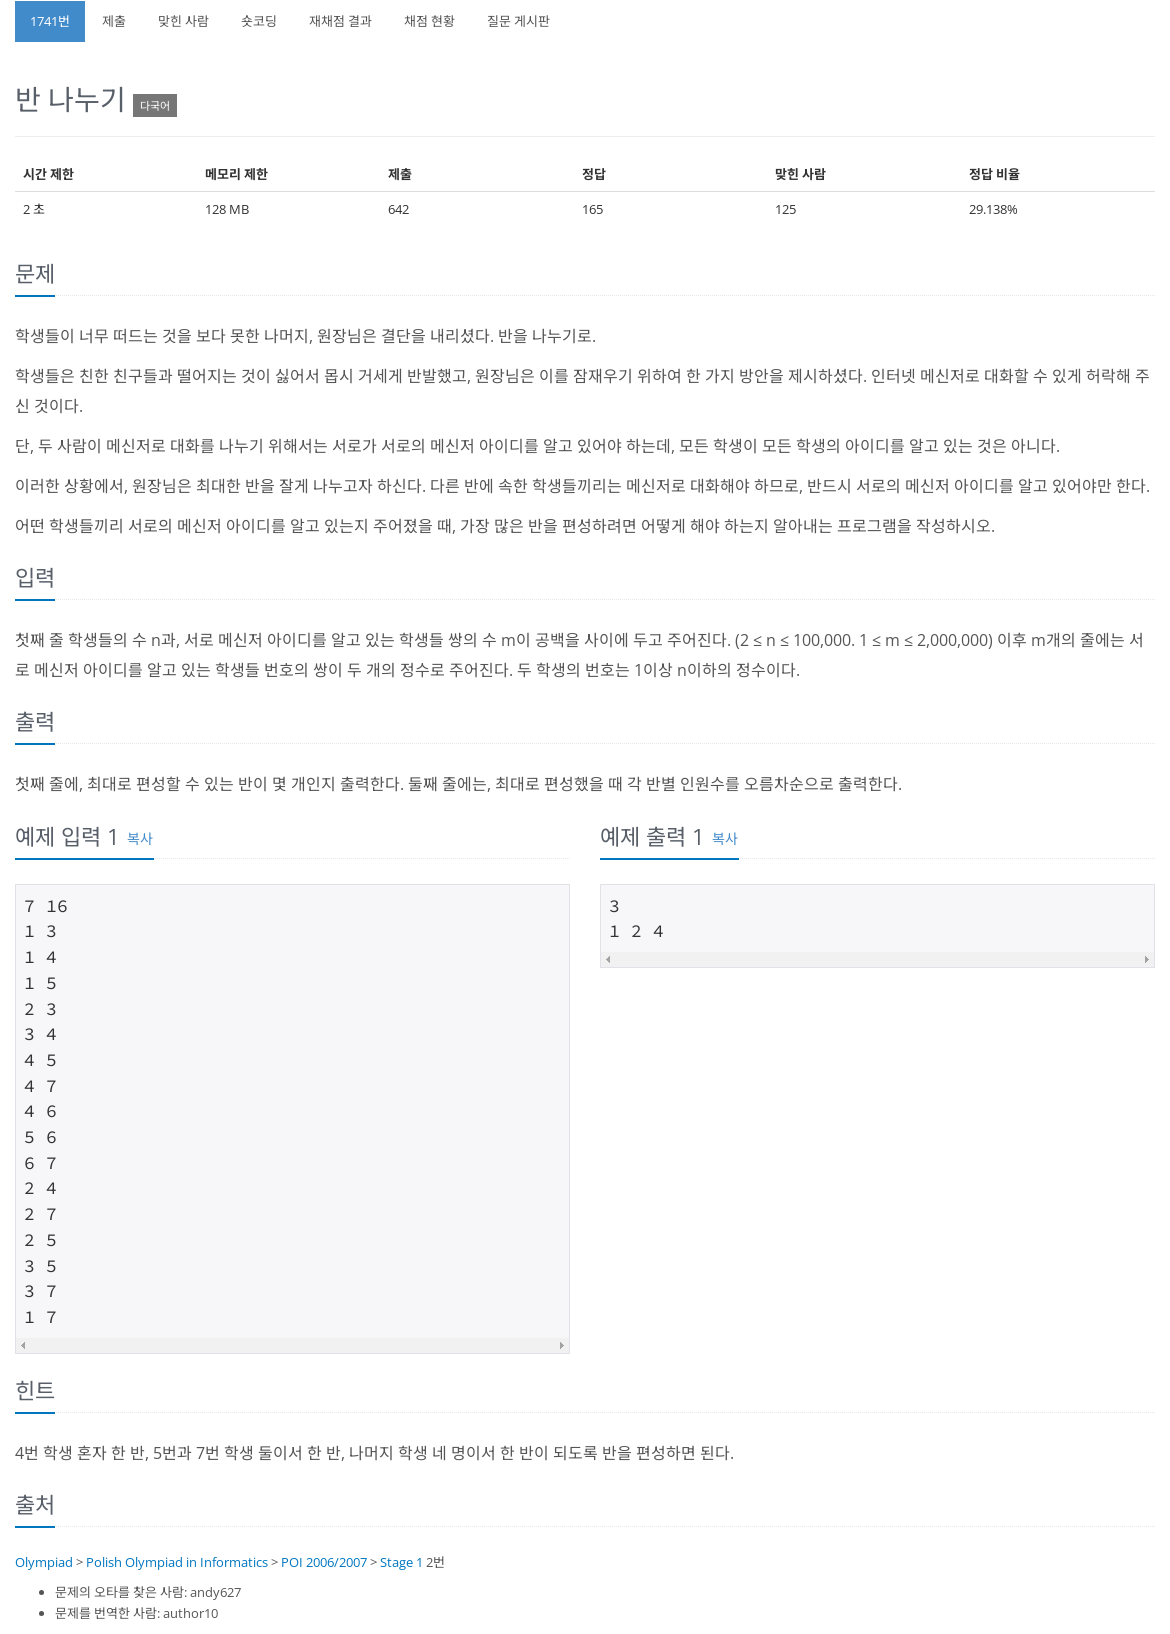 1741번 제출 맞힌 사람 숏코딩 재채점 결과 채점 현황 질문 게시판
반 나누기 다국어
시간 제한 메모리 제한 제출 정답 맞힌 사람 정답 비율
2 초 128 MB 642 165 125 29.138%
문제
학생들이 너무 떠드는 것을 보다 못한 나머지, 원장님은 결단을 내리셨다. 반을 나누기로.
학생들은 친한 친구들과 떨어지는 것이 싫어서 몹시 거세게 반발했고, 원장님은 이를 잠재우기 위하여 한 가지 방안을 제시하셨다. 인터넷 메신저로 대화할 수 있게 허락해 주
신 것이다.
단, 두 사람이 메신저로 대화를 나누기 위해서는 서로가 서로의 메신저 아이디를 알고 있어야 하는데, 모든 학생이 모든 학생의 아이디를 알고 있는 것은 아니다.
이러한 상황에서, 원장님은 최대한 반을 잘게 나누고자 하신다. 다른 반에 속한 학생들끼리는 메신저로 대화해야 하므로, 반드시 서로의 메신저 아이디를 알고 있어야만 한다.
어떤 학생들끼리 서로의 메신저 아이디를 알고 있는지 주어졌을 때, 가장 많은 반을 편성하려면 어떻게 해야 하는지 알아내는 프로그램을 작성하시오.
입력
첫째 줄 학생들의 수 n과, 서로 메신저 아이디를 알고 있는 학생들 쌍의 수 m이 공백을 사이에 두고 주어진다. (2 ≤ n ≤ 100,000. 1 ≤ m ≤ 2,000,000) 이후 m개의 줄에는 서
로 메신저 아이디를 알고 있는 학생들 번호의 쌍이 두 개의 정수로 주어진다. 두 학생의 번호는 1이상 n이하의 정수이다.
출력
첫째 줄에, 최대로 편성할 수 있는 반이 몇 개인지 출력한다. 둘째 줄에는, 최대로 편성했을 때 각 반별 인원수를 오름차순으로 출력한다.
예제 입력 1 복사
7 16
1 3
1 4
1 5
2 3
3 4
4 5
4 7
4 6
5 6
6 7
2 4
2 7
2 5
3 5
3 7
1 7
예제 출력 1 복사
3
1 2 4
힌트
4번 학생 혼자 한 반, 5번과 7번 학생 둘이서 한 반, 나머지 학생 네 명이서 한 반이 되도록 반을 편성하면 된다.
출처
Olympiad > Polish Olympiad in Informatics > POI 2006/2007 > Stage 1 2번
• 문제의 오타를 찾은 사람: andy627
• 문제를 번역한 사람: author10